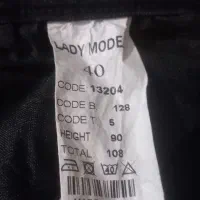 LADY MODE
40
CODE 13204
CODE B 128
CODE T 5
HEIGHT 90
TOTAL 108